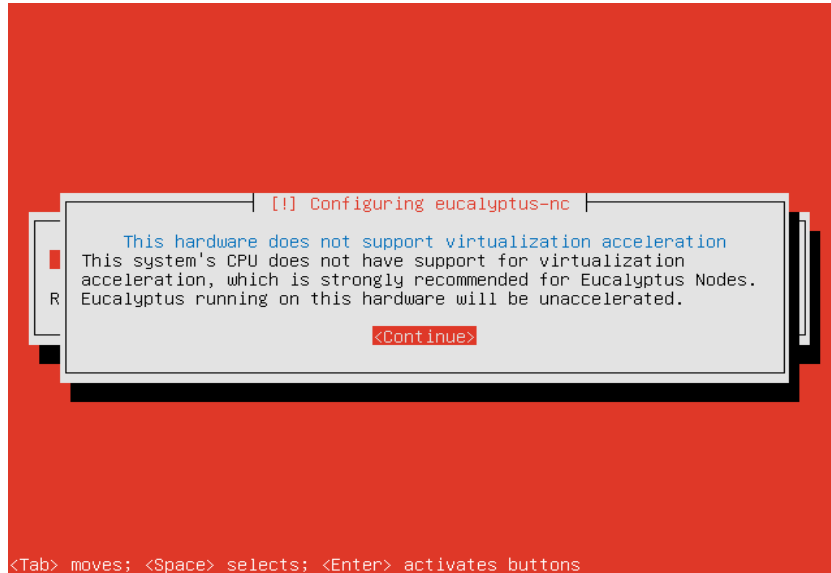 [!] Configuring eucalyptus-nc
This hardware does not support virtualization acceleration
This system's CPU does not have support for virtualization
acceleration, which is strongly recommended for Eucalyptus Nodes.
R
Eucalyptus running on this hardware will be unaccelerated.
<Continue>
<Tab> moves; <Space> selects; <Enter> activates buttons